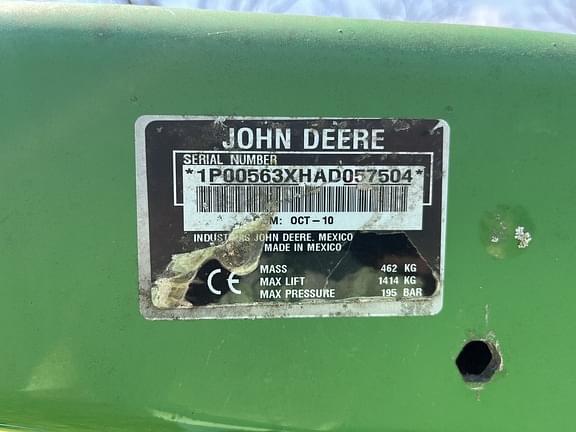 JOHN DEERE
SERIAL NUMBER
*1P00563XHAD057504*
M: OCT-10
JOHN DEERE. MEXICO
MADE IN MEXICO
CE
MASS 462 KG
MAX LIFT 1414 KG
MAX PRESSURE 195 BAR